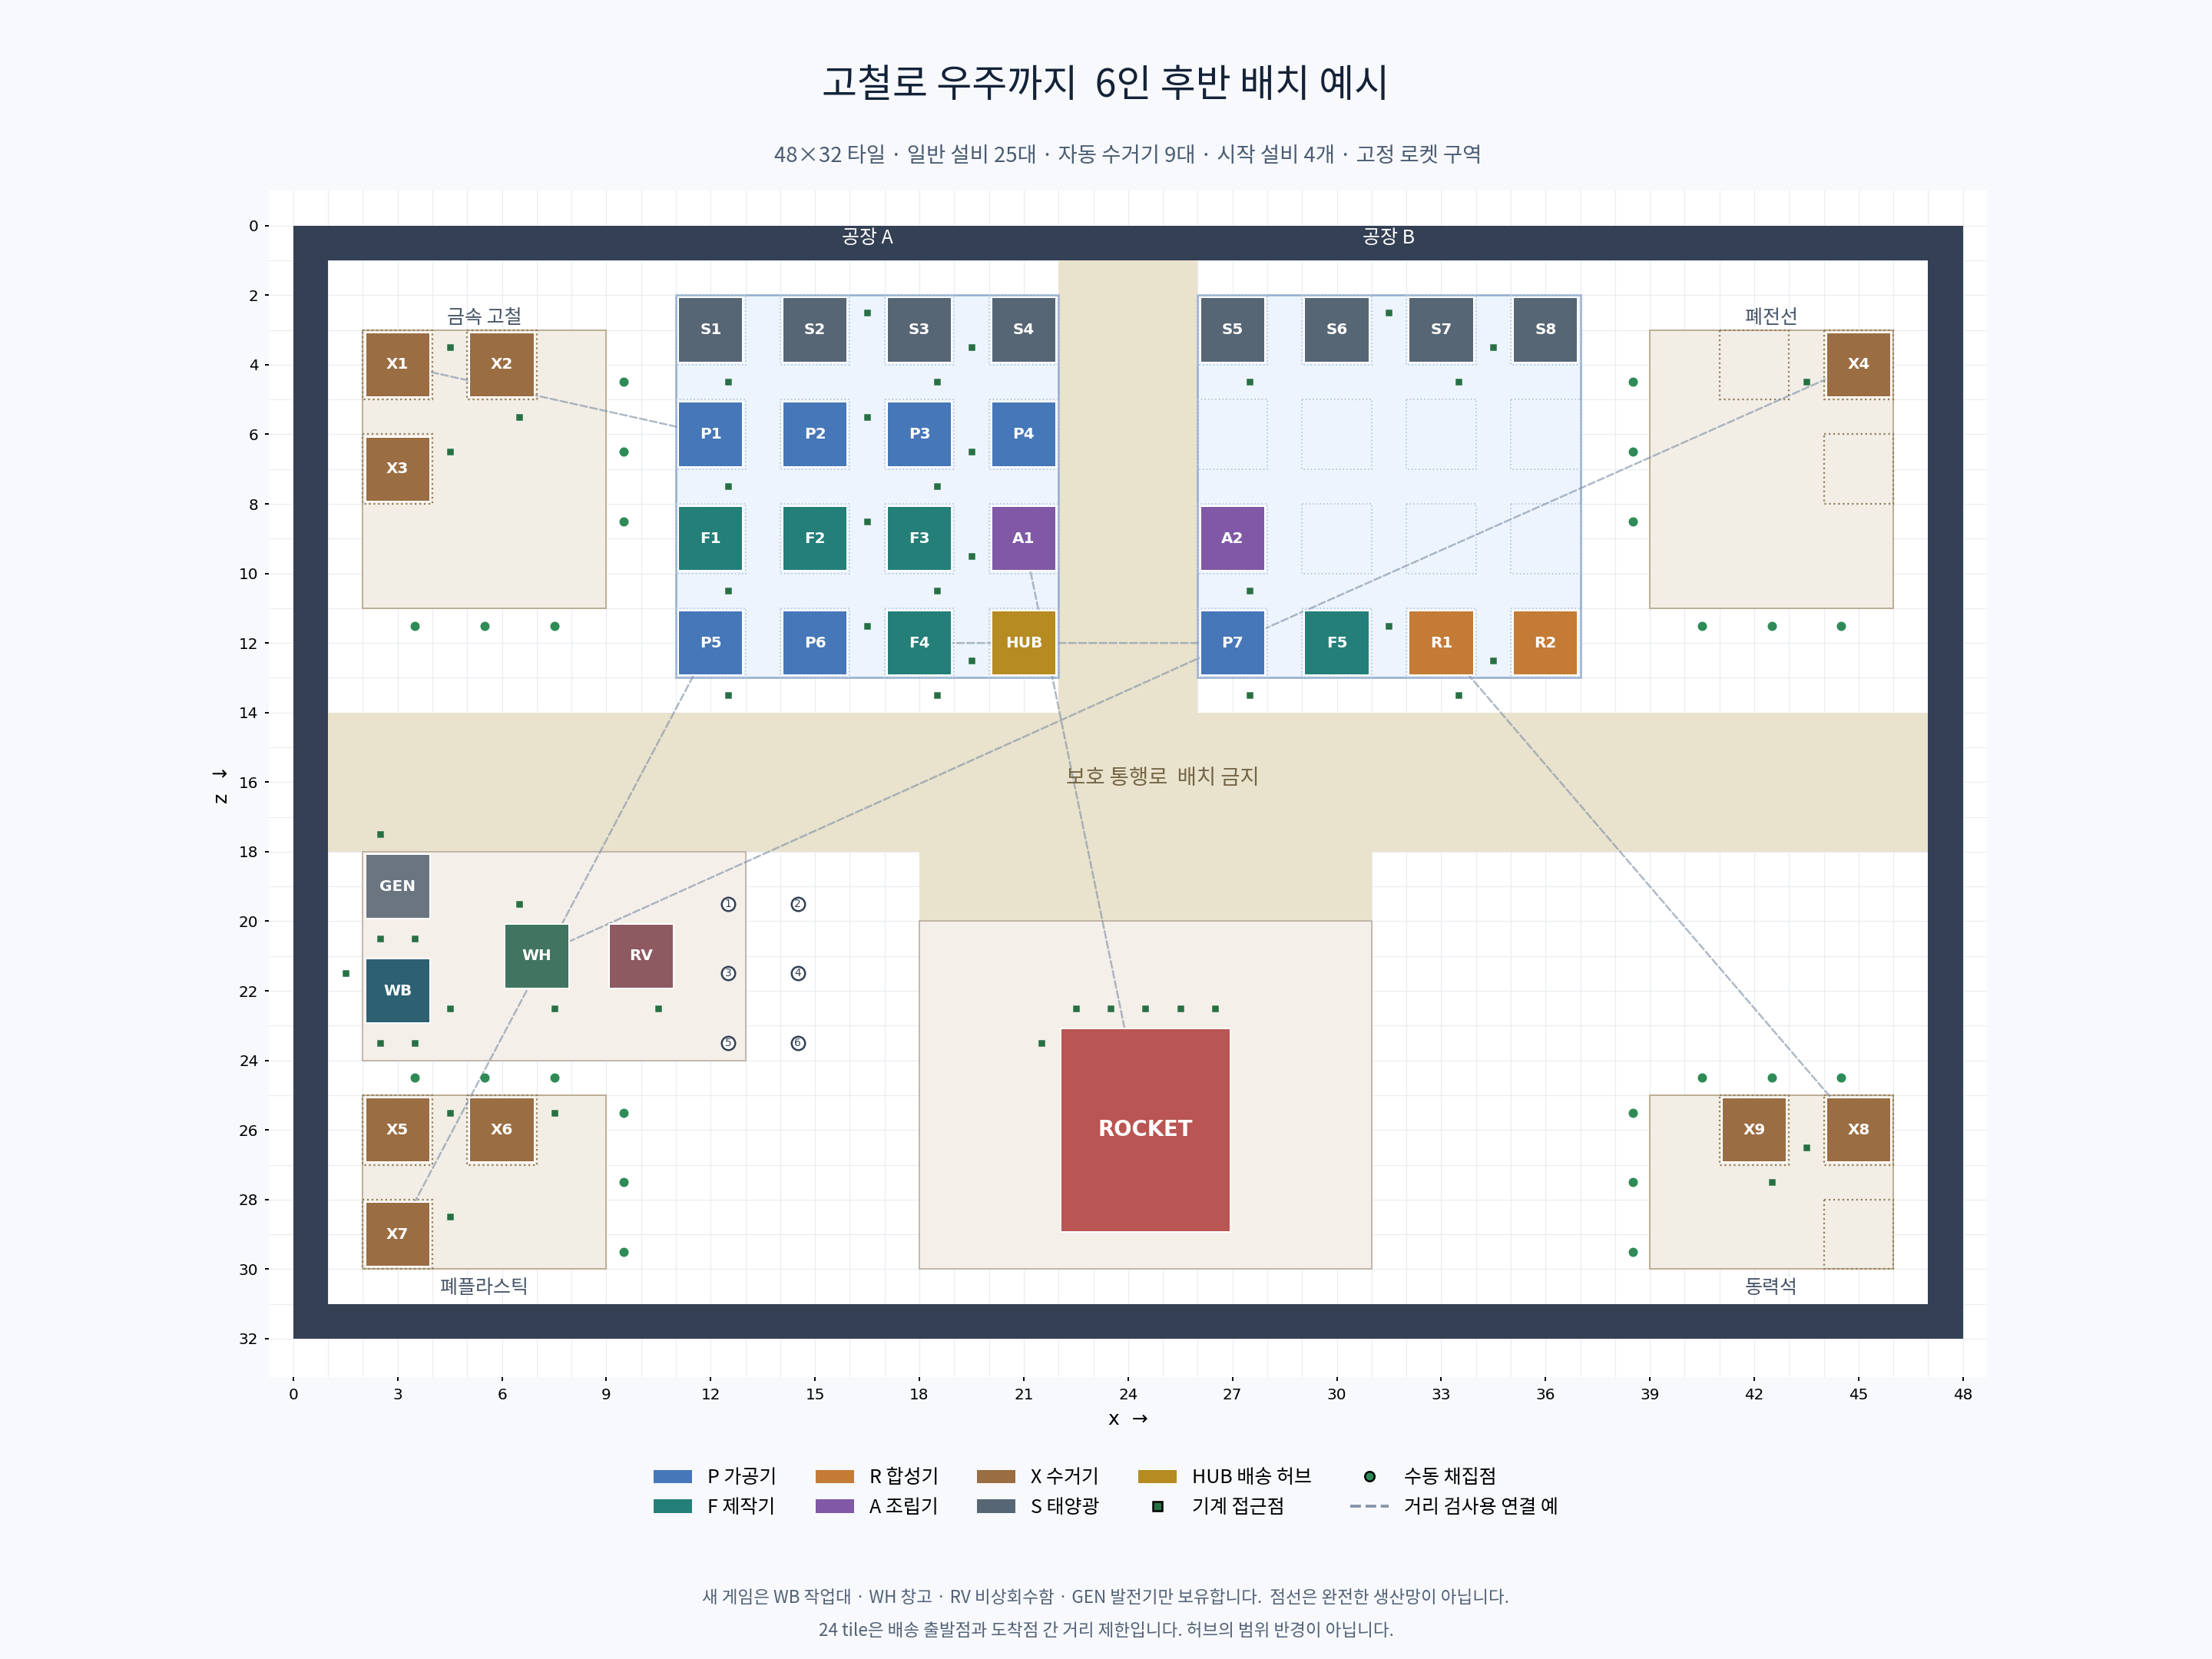 고철로 우주까지 6인 후반 배치 예시
48×32 타일 · 일반 설비 25대 · 자동 수거기 9대 · 시작 설비 4개 · 고정 로켓 구역
공장 A 공장 B
0
2
4
6
8
10
12
14
16
18
20
22
24
26
28
30
32
z →
금속 고철 폐전선
S1 S2 S3 S4 S5 S6 S7 S8
X1 X2 X4
P1 P2 P3 P4
X3
F1 F2 F3 A1 A2
P5 P6 F4 HUB P7 F5 R1 R2
보호 통행로 배치 금지
GEN
① ②
WH RV
③ ④
WB
⑤ ⑥
X5 X6 ROCKET X9 X8
X7
폐플라스틱 동력석
0 3 6 9 12 15 18 21 24 27 30 33 36 39 42 45 48
x →
P 가공기 R 합성기 X 수거기 HUB 배송 허브 수동 채집점
F 제작기 A 조립기 S 태양광 기계 접근점 거리 검사용 연결 예
새 게임은 WB 작업대 · WH 창고 · RV 비상회수함 · GEN 발전기만 보유합니다. 점선은 완전한 생산망이 아닙니다.
24 tile은 배송 출발점과 도착점 간 거리 제한입니다. 허브의 범위 반경이 아닙니다.